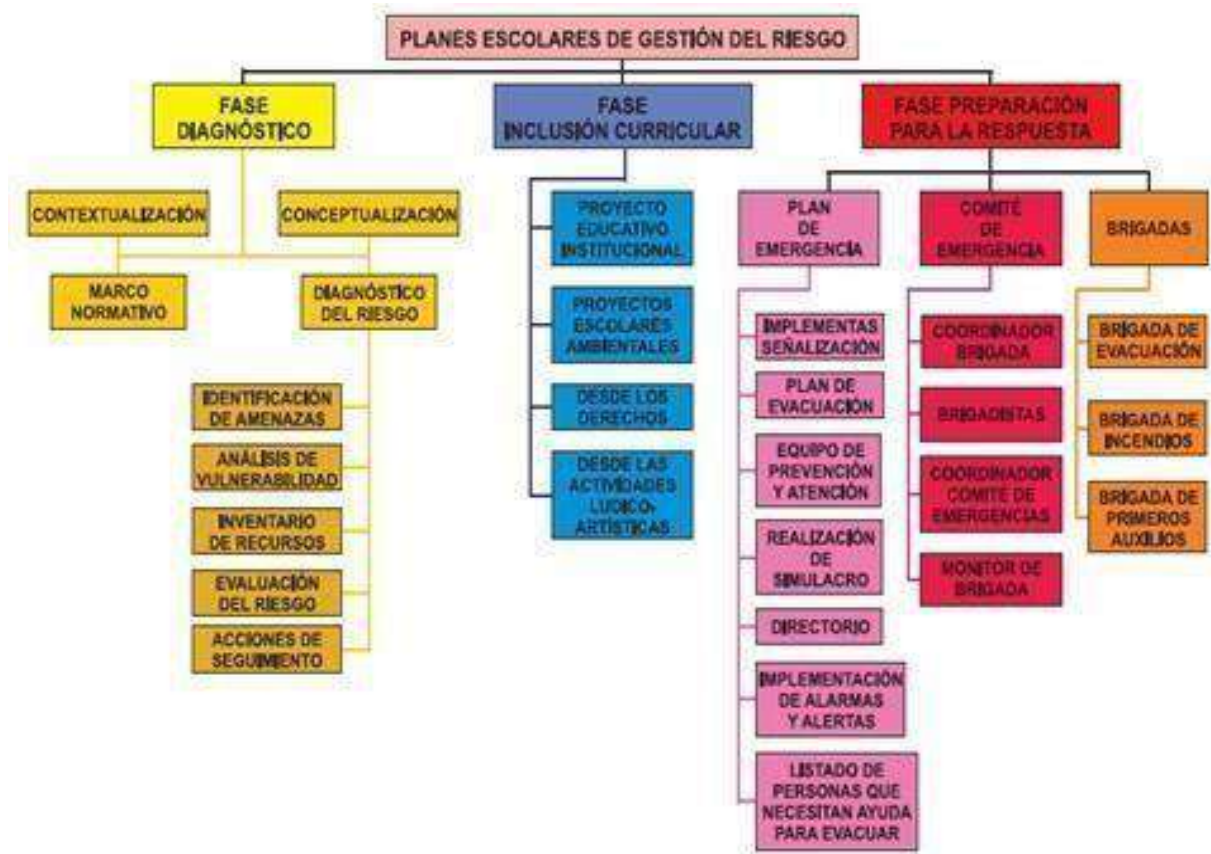 PLANES ESCOLARES DE GESTIÓN DEL RIESGO
FASE
DIAGNÓSTICO
CONTEXTUALIZACIÓN
CONCEPTUALIZACIÓN
MARCO
NORMATIVO
DIAGNÓSTICO
DEL RIESGO
IDENTIFICACIÓN
DE AMENAZAS
ANÁLISIS DE
VULNERABILIDAD
INVENTARIO
DE RECURSOS
EVALUACIÓN
DEL RIESGO
ACCIONES DE
SEGUIMIENTO
FASE
INCLUSIÓN CURRICULAR
PROYECTO
EDUCATIVO
INSTITUCIONAL
PROYECTOS
ESCOLARES
AMBIENTALES
DESDE LOS
DERECHOS
DESDE LAS
ACTIVIDADES
LUDICO-
ARTÍSTICAS
FASE PREPARACIÓN
PARA LA RESPUESTA
PLAN
DE
EMERGENCIA
IMPLEMENTAS
SEÑALIZACIÓN
PLAN DE
EVACUACIÓN
EQUIPO DE
PREVENCIÓN
Y ATENCIÓN
REALIZACIÓN
DE
SIMULACRO
DIRECTORIO
IMPLEMENTACIÓN
DE ALARMAS
Y ALERTAS
LISTADO DE
PERSONAS QUE
NECESITAN AYUDA
PARA EVACUAR
COMITÉ
DE
EMERGENCIA
COORDINADOR
BRIGADA
BRIGADISTAS
COORDINADOR
COMITÉ DE
EMERGENCIAS
MONITOR DE
BRIGADA
BRIGADAS
BRIGADA DE
EVACUACIÓN
BRIGADA DE
INCENDIOS
BRIGADA DE
PRIMEROS
AUXILIOS